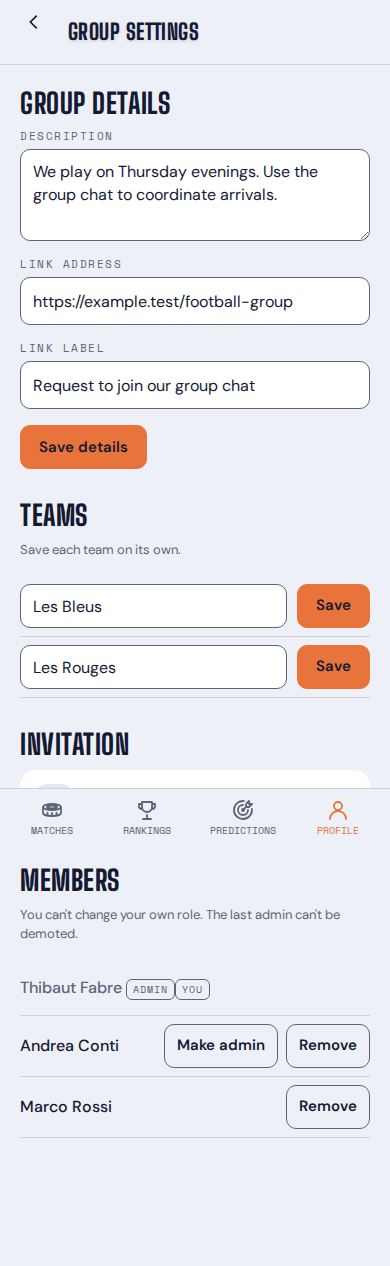 GROUP SETTINGS
GROUP DETAILS
DESCRIPTION
We play on Thursday evenings. Use the
group chat to coordinate arrivals.
LINK ADDRESS
https://example.test/football-group
LINK LABEL
Request to join our group chat
Save details
TEAMS
Save each team on its own.
Les Bleus
Save
Les Rouges
Save
INVITATION
MATCHES
RANKINGS
PREDICTIONS
PROFILE
MEMBERS
You can't change your own role. The last admin can't be
demoted.
Thibaut Fabre ADMIN YOU
Andrea Conti
Make admin
Remove
Marco Rossi
Remove